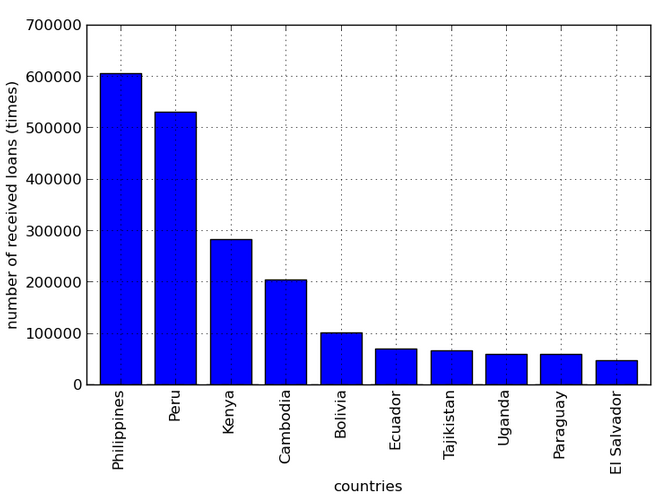 700000
600000
500000
400000
300000
200000
100000
0
number of received loans (times)
Philippines
Peru
Kenya
Cambodia
Bolivia
Ecuador
Tajikistan
Uganda
Paraguay
El Salvador
countries